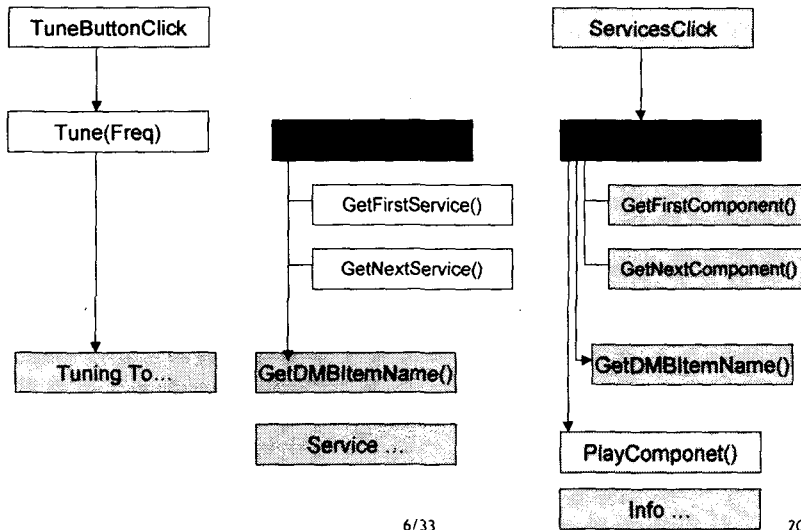 TuneButtonClick
Tune(Freq)
Tuning To...
GetFirstService()
GetNextService()
GetDMBItemName()
Service ...
ServicesClick
GetFirstComponent()
GetNextComponent()
GetDMBItemName()
PlayComponet()
Info ...
6/33